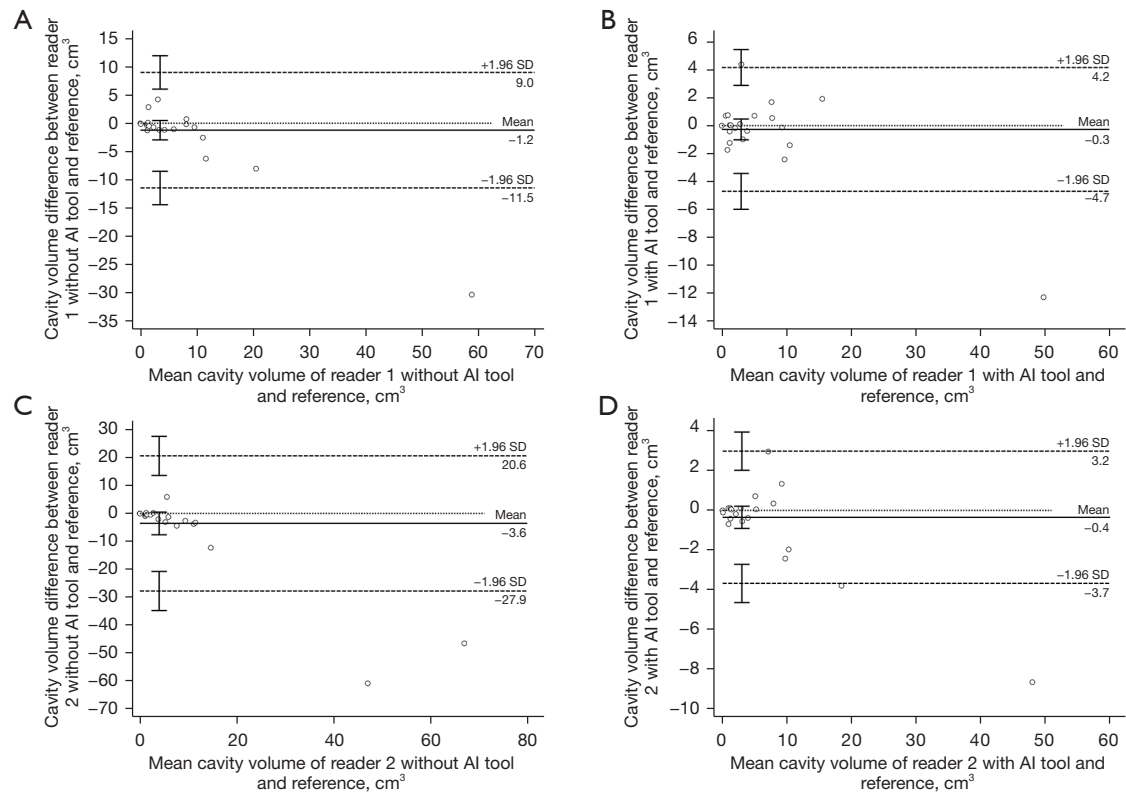 A
Cavity volume difference between reader
1 without AI tool and reference, cm³
15
10
5
0
−5
−10
−15
−20
−25
−30
−35
+1.96 SD
9.0
Mean
−1.2
−1.96 SD
−11.5
0 10 20 30 40 50 60 70
Mean cavity volume of reader 1 without AI tool
and reference, cm³
B
Cavity volume difference between reader
1 with AI tool and reference, cm³
6
4
2
0
−2
−4
−6
−8
−10
−12
−14
+1.96 SD
4.2
Mean
−0.3
−1.96 SD
−4.7
0 10 20 30 40 50 60
Mean cavity volume of reader 1 with AI tool and
reference, cm³
C
Cavity volume difference between reader
2 without AI tool and reference, cm³
30
20
10
0
−10
−20
−30
−40
−50
−60
−70
+1.96 SD
20.6
Mean
−3.6
−1.96 SD
−27.9
0 20 40 60 80
Mean cavity volume of reader 2 without AI tool
and reference, cm³
D
Cavity volume difference between reader
2 with AI tool and reference, cm³
4
2
0
−2
−4
−6
−8
−10
+1.96 SD
3.2
Mean
−0.4
−1.96 SD
−3.7
0 10 20 30 40 50 60
Mean cavity volume of reader 2 with AI tool and
reference, cm³